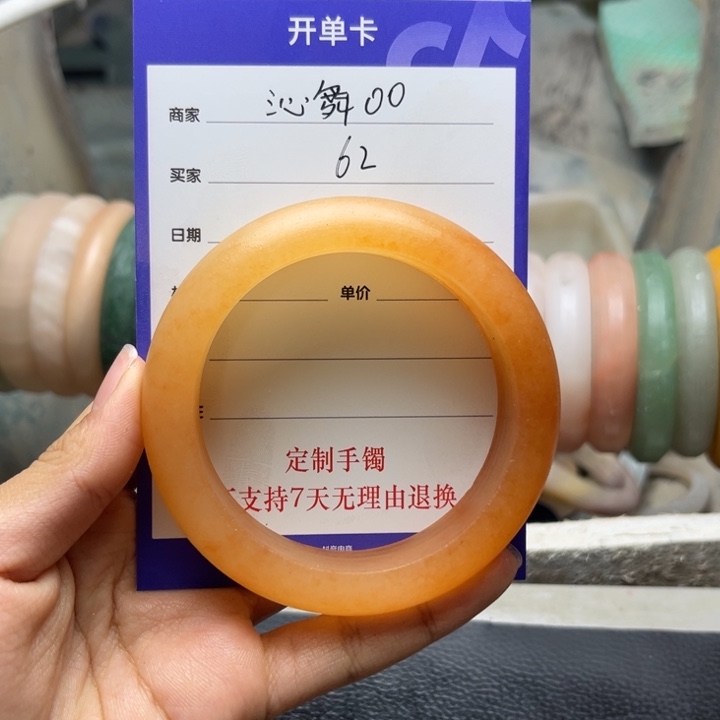 开单卡
商家 沁舞00
买家 62
日期
单价
定制手镯
支持7天无理由退换